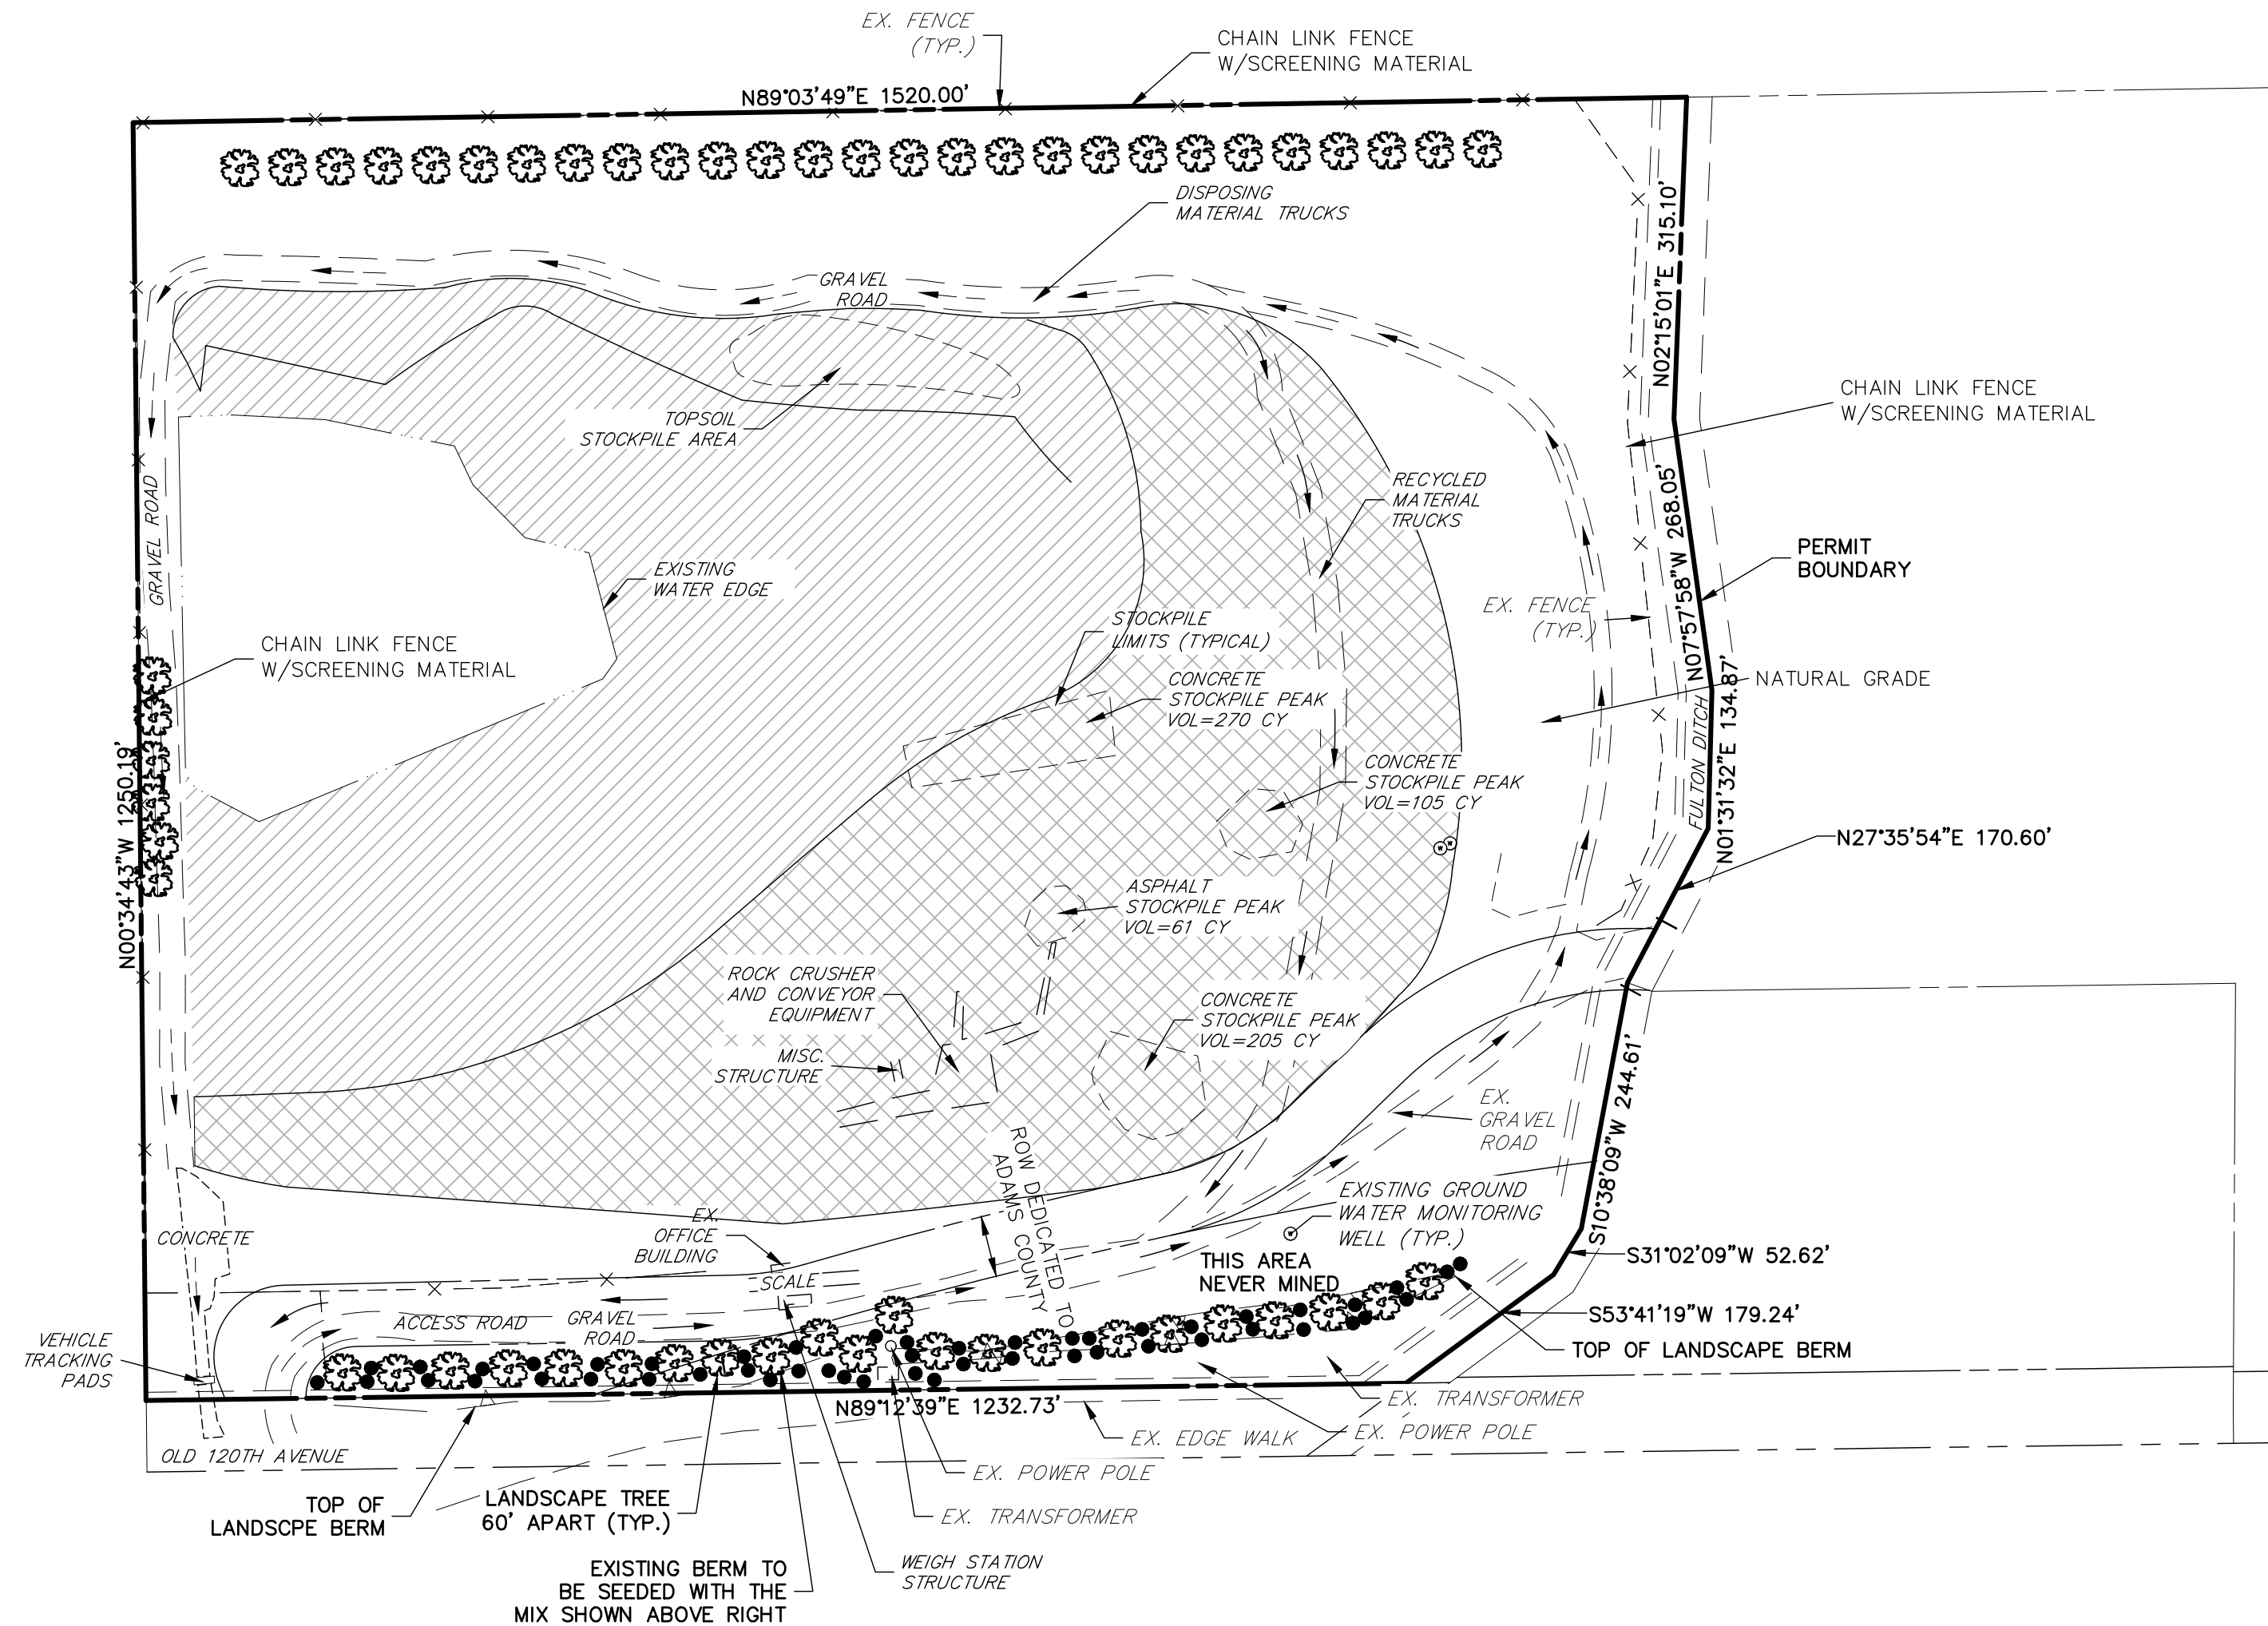 EX. FENCE
(TYP.)
CHAIN LINK FENCE
W/SCREENING MATERIAL
N89°03'49"E 1520.00'
DISPOSING
MATERIAL TRUCKS
GRAVEL
ROAD
N02°15'01"E 315.10'
CHAIN LINK FENCE
W/SCREENING MATERIAL
TOPSOIL
STOCKPILE AREA
RECYCLED
MATERIAL
TRUCKS
N07°57'58"W 268.05'
GRAVEL ROAD
PERMIT
BOUNDARY
EXISTING
WATER EDGE
EX. FENCE
(TYP.)
STOCKPILE
LIMITS (TYPICAL)
CHAIN LINK FENCE
W/SCREENING MATERIAL
CONCRETE
STOCKPILE PEAK
VOL=270 CY
NATURAL GRADE
FULTON DITCH
N01°31'32"E 134.87'
N00°34'43"W 1250.19'
CONCRETE
STOCKPILE PEAK
VOL=105 CY
N27°35'54"E 170.60'
ASPHALT
STOCKPILE PEAK
VOL=61 CY
ROCK CRUSHER
AND CONVEYOR
EQUIPMENT
CONCRETE
STOCKPILE PEAK
VOL=205 CY
MISC.
STRUCTURE
EX.
GRAVEL
ROAD
S10°38'09"W 244.61'
ROW DEDICATED TO
ADAMS COUNTY
EXISTING GROUND
WATER MONITORING
WELL (TYP.)
CONCRETE
EX.
OFFICE
BUILDING
SCALE
THIS AREA
NEVER MINED
S31°02'09"W 52.62'
ACCESS ROAD
GRAVEL
ROAD
S53°41'19"W 179.24'
VEHICLE
TRACKING
PADS
TOP OF LANDSCAPE BERM
N89°12'39"E 1232.73'
EX. TRANSFORMER
EX. EDGE WALK
EX. POWER POLE
OLD 120TH AVENUE
EX. POWER POLE
TOP OF
LANDSCPE BERM
LANDSCAPE TREE
60' APART (TYP.)
EX. TRANSFORMER
WEIGH STATION
STRUCTURE
EXISTING BERM TO
BE SEEDED WITH THE
MIX SHOWN ABOVE RIGHT